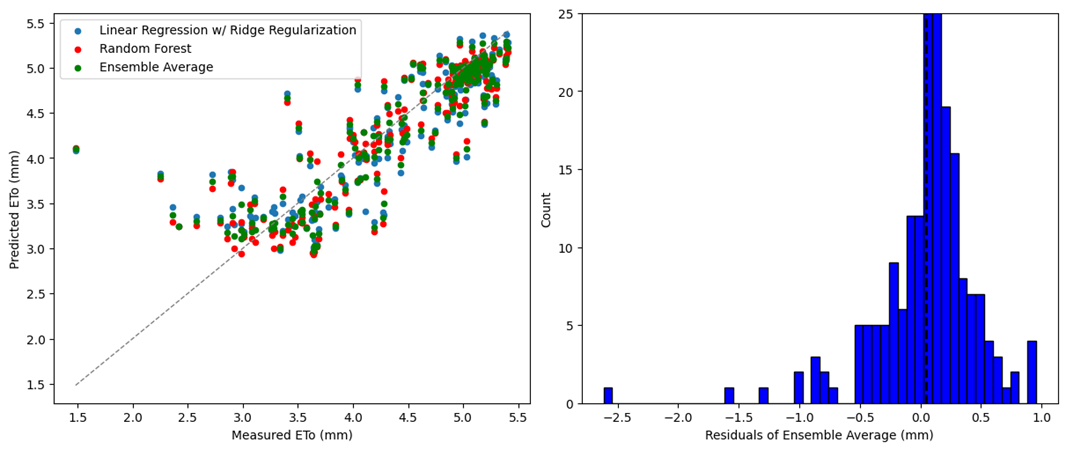 Linear Regression w/ Ridge Regularization
Random Forest
Ensemble Average
Predicted ETo (mm)
5.5
5.0
4.5
4.0
3.5
3.0
2.5
2.0
1.5
1.5 2.0 2.5 3.0 3.5 4.0 4.5 5.0 5.5
Measured ETo (mm)
Count
25
20
15
10
5
0
−2.5 −2.0 −1.5 −1.0 −0.5 0.0 0.5 1.0
Residuals of Ensemble Average (mm)